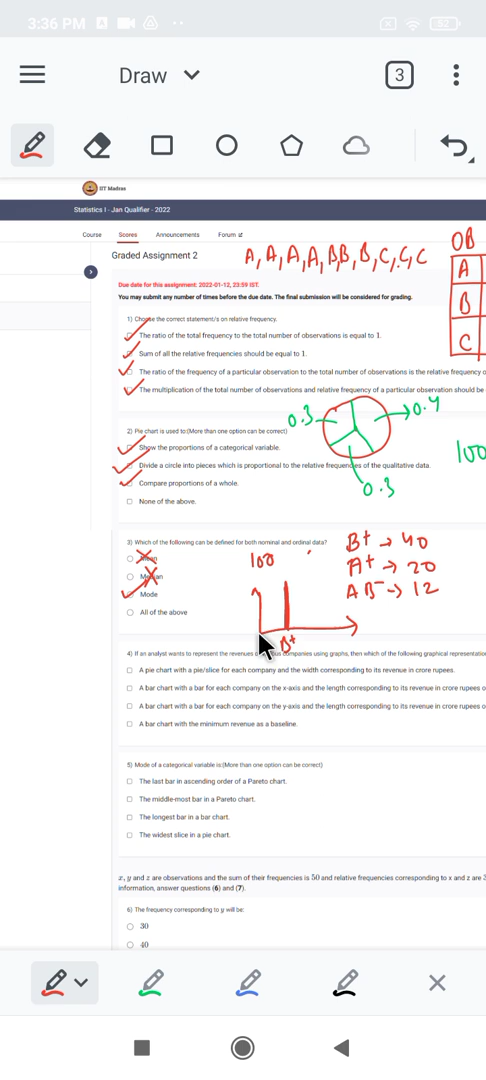 3:36 PM
52
Draw
3
IIT Madras
Statistics I - Jan Qualifier - 2022
Course Scores Announcements Forum
Graded Assignment 2
A, A, A, A, B, B, B, C, C, C
OB
A
B
C
Due date for this assignment: 2022-01-12, 23:59 IST.
You may submit any number of times before the due date. The final submission will be considered for grading.
1) Choose the correct statement/s on relative frequency.
The ratio of the total frequency to the total number of observations is equal to 1.
Sum of all the relative frequencies should be equal to 1.
The ratio of the frequency of a particular observation to the total number of observations is the relative frequency o
The multiplication of the total number of observations and relative frequency of a particular observation should be
0.3
0.4
0.3
100
2) Pie chart is used to:(More than one option can be correct)
Show the proportions of a categorical variable.
Divide a circle into pieces which is proportional to the relative frequencies of the qualitative data.
Compare proportions of a whole.
None of the above.
3) Which of the following can be defined for both nominal and ordinal data?
Mean
Median
Mode
All of the above
100
B+ → 40
A+ → 20
AB- → 12
B+
4) If an analyst wants to represent the revenues companies using graphs, then which of the following graphical representatio
A pie chart with a pie/slice for each company and the width corresponding to its revenue in crore rupees.
A bar chart with a bar for each company on the x-axis and the length corresponding to its revenue in crore rupees o
A bar chart with a bar for each company on the y-axis and the length corresponding to its revenue in crore rupees o
A bar chart with the minimum revenue as a baseline.
5) Mode of a categorical variable is:(More than one option can be correct)
The last bar in ascending order of a Pareto chart.
The middle-most bar in a Pareto chart.
The longest bar in a bar chart.
The widest slice in a pie chart.
x, y and z are observations and the sum of their frequencies is 50 and relative frequencies corresponding to x and z are
information, answer questions (6) and (7).
6) The frequency corresponding to y will be:
30
40